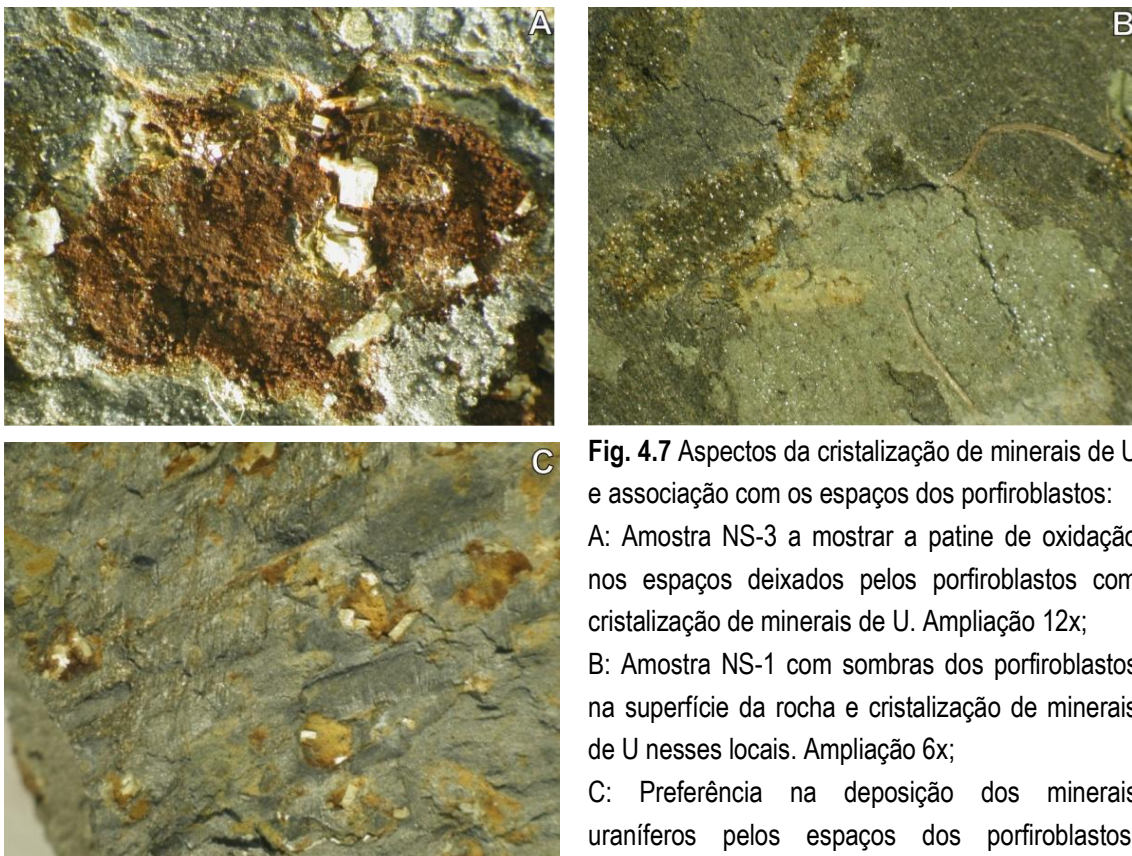 A
B
C
Fig. 4.7 Aspectos da cristalização de minerais de U
e associação com os espaços dos porfiroblastos:
A: Amostra NS-3 a mostrar a patine de oxidação
nos espaços deixados pelos porfiroblastos com
cristalização de minerais de U. Ampliação 12x;
B: Amostra NS-1 com sombras dos porfiroblastos
na superfície da rocha e cristalização de minerais
de U nesses locais. Ampliação 6x;
C: Preferência na deposição dos minerais
uraníferos pelos espaços dos porfiroblastos.